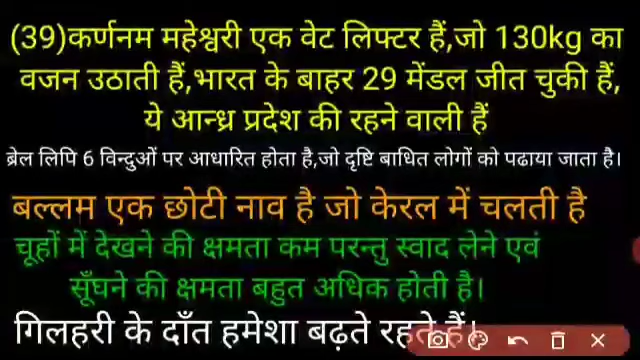 (39)कर्णनम महेश्वरी एक वेट लिफ्टर हैं,जो 130kg का
वजन उठाती हैं,भारत के बाहर 29 मेंडल जीत चुकी हैं,
ये आन्ध्र प्रदेश की रहने वाली हैं
ब्रेल लिपि 6 विन्दुओं पर आधारित होता है,जो दृष्टि बाधित लोगों को पढाया जाता है।
बल्लम एक छोटी नाव है जो केरल में चलती है
चूहों में देखने की क्षमता कम परन्तु स्वाद लेने एवं
सूँघने की क्षमता बहुत अधिक होती है।
गिलहरी के दाँत हमेशा बढ़ते रहते हैं।